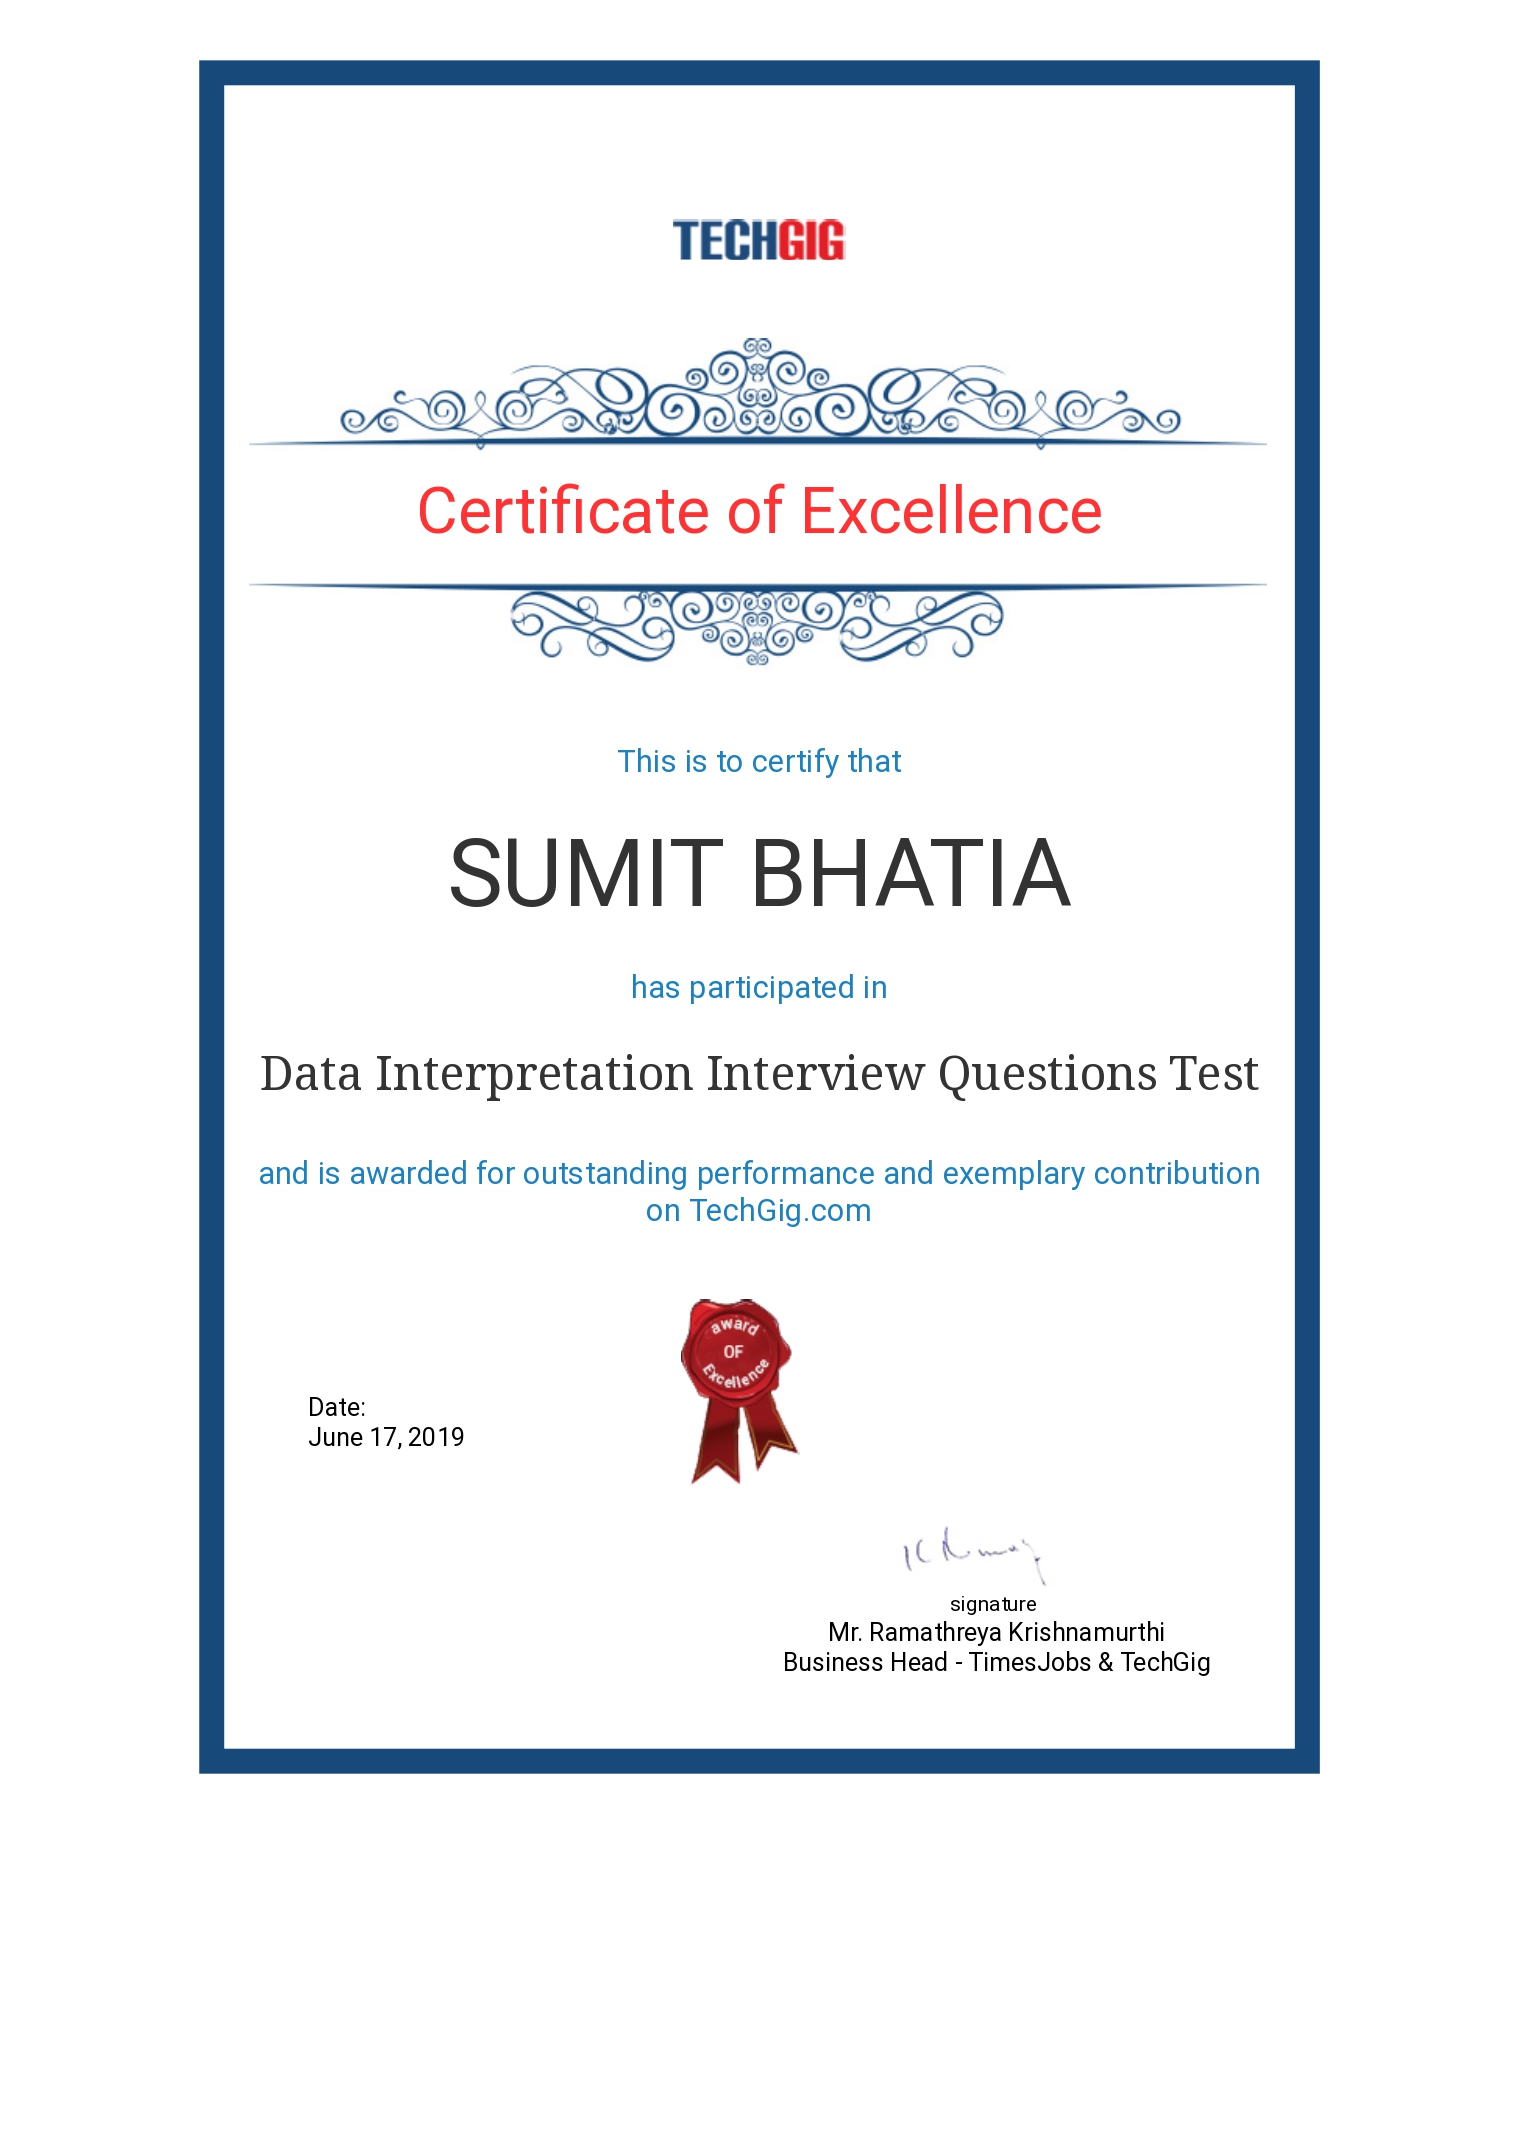 TECHGIG
Certificate of Excellence
This is to certify that
SUMIT BHATIA
has participated in
Data Interpretation Interview Questions Test
and is awarded for outstanding performance and exemplary contribution
on TechGig.com
award
OF
Excellence
Date:
June 17, 2019
signature
Mr. Ramathreya Krishnamurthi
Business Head - TimesJobs & TechGig